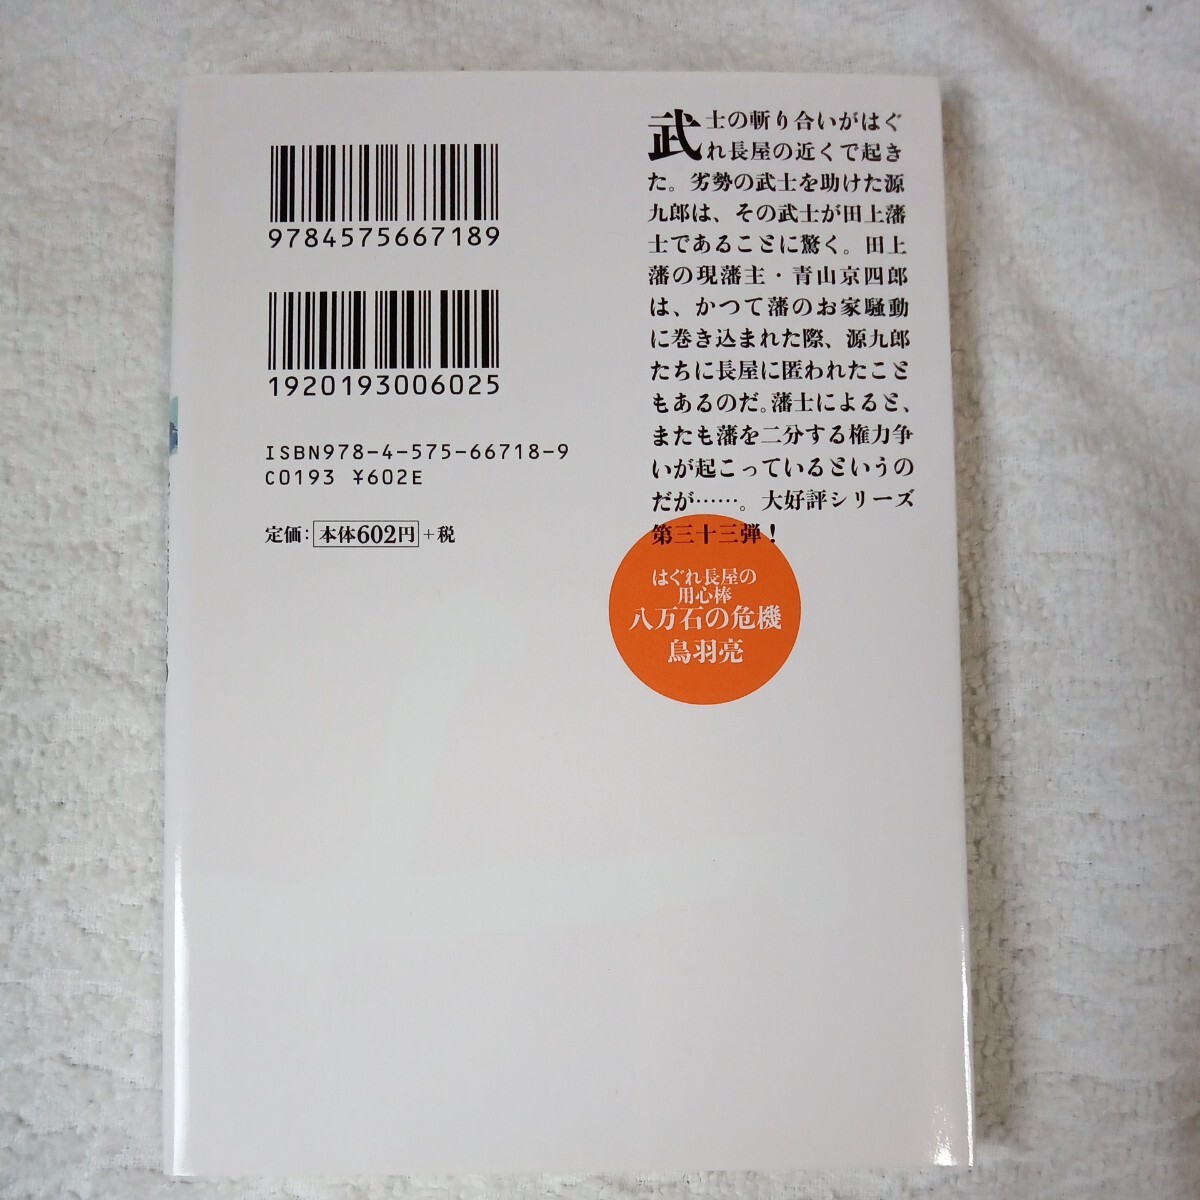 9784575667189
1920193006025
ISBN978-4-575-66718-9
C0193 ¥602E
定価：本体602円＋税
武士の斬り合いがはぐ
れ長屋の近くで起き
た。劣勢の武士を助けた源
九郎は、その武士が田上藩
士であることに驚く。田上
藩の現藩主・青山京四郎
は、かつて藩のお家騒動
に巻き込まれた際、源九郎
たちに長屋に匿われたこと
もあるのだ。藩士によると、
またも藩を二分する権力争
いが起こっているというの
だが……。大好評シリーズ
第三十三弾！
はぐれ長屋の
用心棒
八万石の危機
鳥羽亮